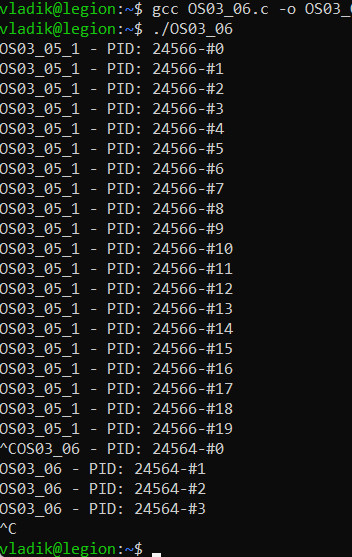 vladik@legion:~$ gcc OS03_06.c -o OS03_
vladik@legion:~$ ./OS03_06
OS03_05_1 - PID: 24566-#0
OS03_05_1 - PID: 24566-#1
OS03_05_1 - PID: 24566-#2
OS03_05_1 - PID: 24566-#3
OS03_05_1 - PID: 24566-#4
OS03_05_1 - PID: 24566-#5
OS03_05_1 - PID: 24566-#6
OS03_05_1 - PID: 24566-#7
OS03_05_1 - PID: 24566-#8
OS03_05_1 - PID: 24566-#9
OS03_05_1 - PID: 24566-#10
OS03_05_1 - PID: 24566-#11
OS03_05_1 - PID: 24566-#12
OS03_05_1 - PID: 24566-#13
OS03_05_1 - PID: 24566-#14
OS03_05_1 - PID: 24566-#15
OS03_05_1 - PID: 24566-#16
OS03_05_1 - PID: 24566-#17
OS03_05_1 - PID: 24566-#18
OS03_05_1 - PID: 24566-#19
^COS03_06 - PID: 24564-#0
OS03_06 - PID: 24564-#1
OS03_06 - PID: 24564-#2
OS03_06 - PID: 24564-#3
^C
vladik@legion:~$